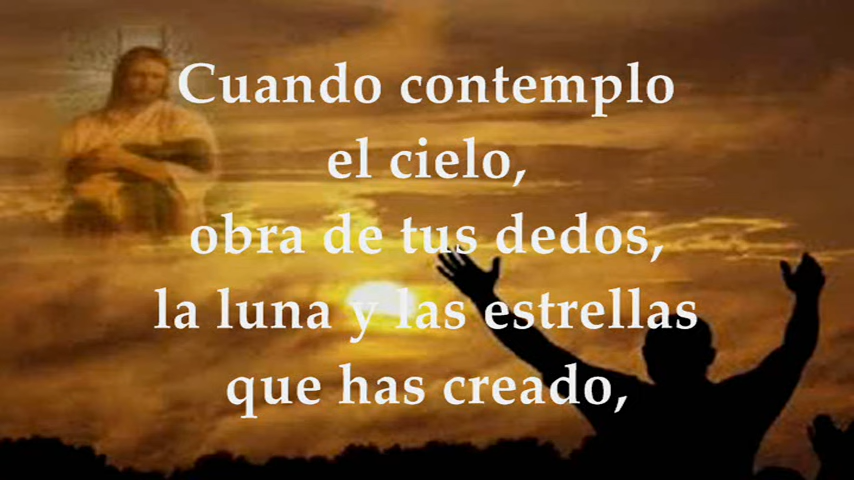 Cuando contemplo
el cielo,
obra de tus dedos,
la luna y las estrellas
que has creado,